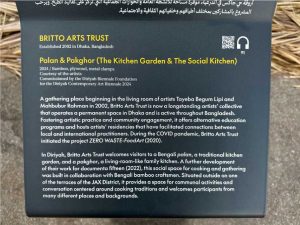 BRITTO ARTS TRUST
Established 2002 in Dhaka, Bangladesh
Palan & Pakghor (The Kitchen Garden & The Social Kitchen)
2024 / Bamboo, plywood, metal clamps
Courtesy of the artists
Commissioned by the Diriyah Biennale Foundation
for the Diriyah Contemporary Art Biennale 2024
A gathering place beginning in the living room of artists Tayeba Begum Lipi and
Mahbubur Rahman in 2002, Britto Arts Trust is now a longstanding artists' collective
that operates a permanent space in Dhaka and is active throughout Bangladesh.
Fostering artistic practice and community engagement, it offers alternative education
programs and hosts artists' residencies that have facilitated connections between
local and international practitioners. During the COVID pandemic, Britto Arts Trust
initiated the project ZERO WASTE-FoodArt (2020).
In Diriyah, Britto Arts Trust welcomes visitors to a Bengali palan, a traditional kitchen
garden, and a pakghor, a living room-like family kitchen. A further development
of their work for documenta fifteen (2022), this social space for cooking and gathering
was built in collaboration with Bengali bamboo craftsmen. Situated outside on one
of the terraces of the JAX District, it provides a space for communal activities and
conversation centered around cooking traditions and welcomes participants from
many different places and backgrounds.